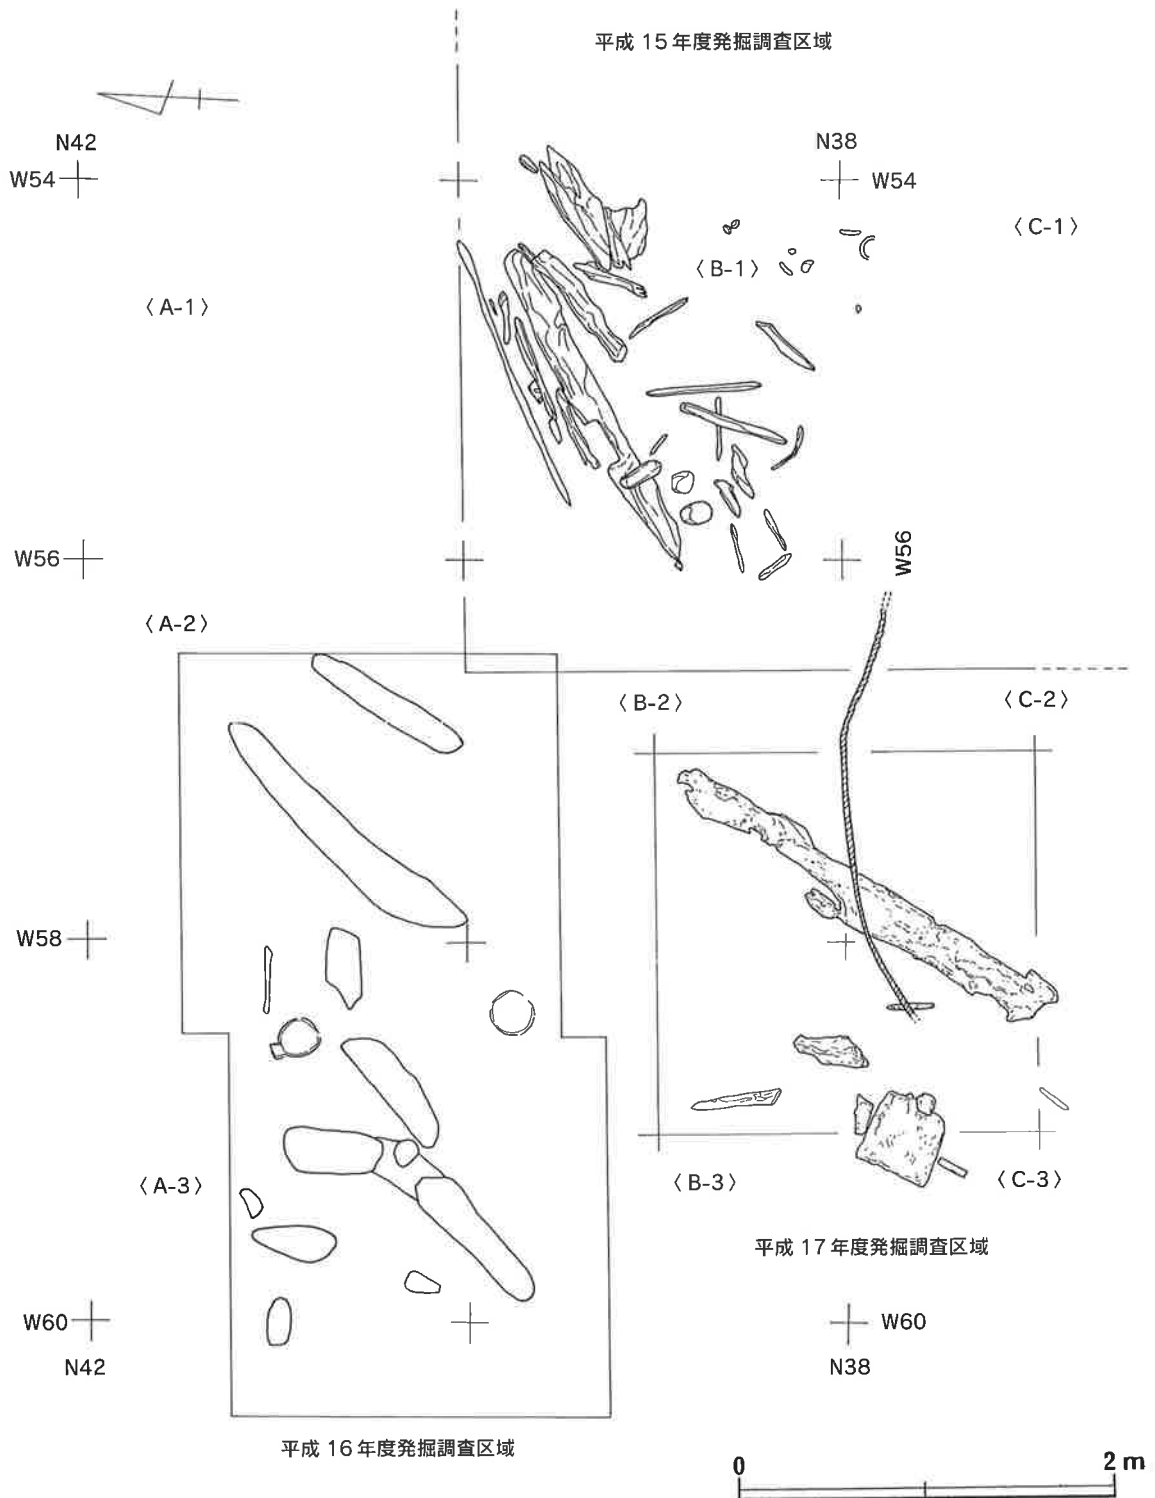 平成 15 年度発掘調査区域
N42
N38
W54
W54
〈 C-1 〉
〈 B-1 〉
〈 A-1 〉
W56
W56
〈 A-2 〉
〈 B-2 〉
〈 C-2 〉
W58
〈 A-3 〉
〈 B-3 〉
〈 C-3 〉
平成 17 年度発掘調査区域
W60
W60
N42
N38
平成 16 年度発掘調査区域
0
2 m